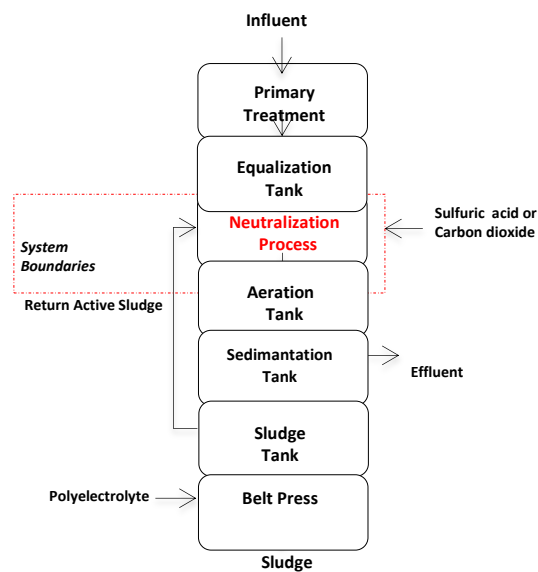 Influent
Primary
Treatment
Equalization
Tank
Neutralization
Process
Sulfuric acid or
Carbon dioxide
System
Boundaries
Return Active Sludge
Aeration
Tank
Sedimantation
Tank
Effluent
Sludge
Tank
Polyelectrolyte
Belt Press
Sludge